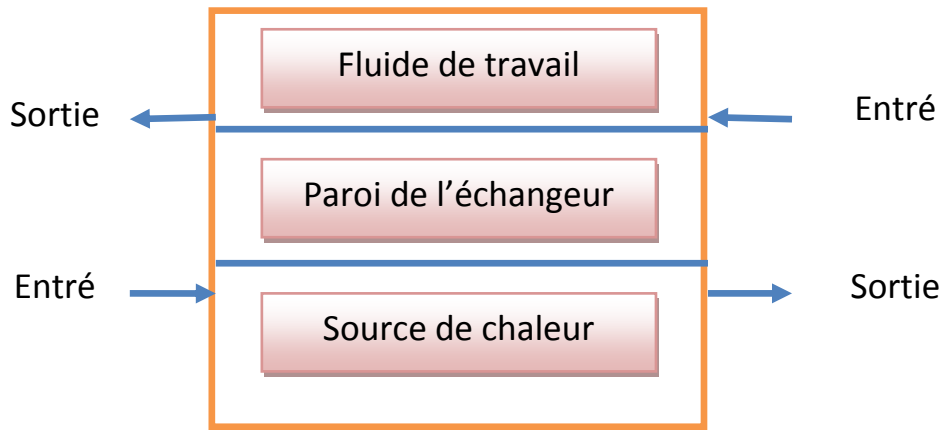 Fluide de travail
Sortie
Entré
Paroi de l’échangeur
Entré
Sortie
Source de chaleur